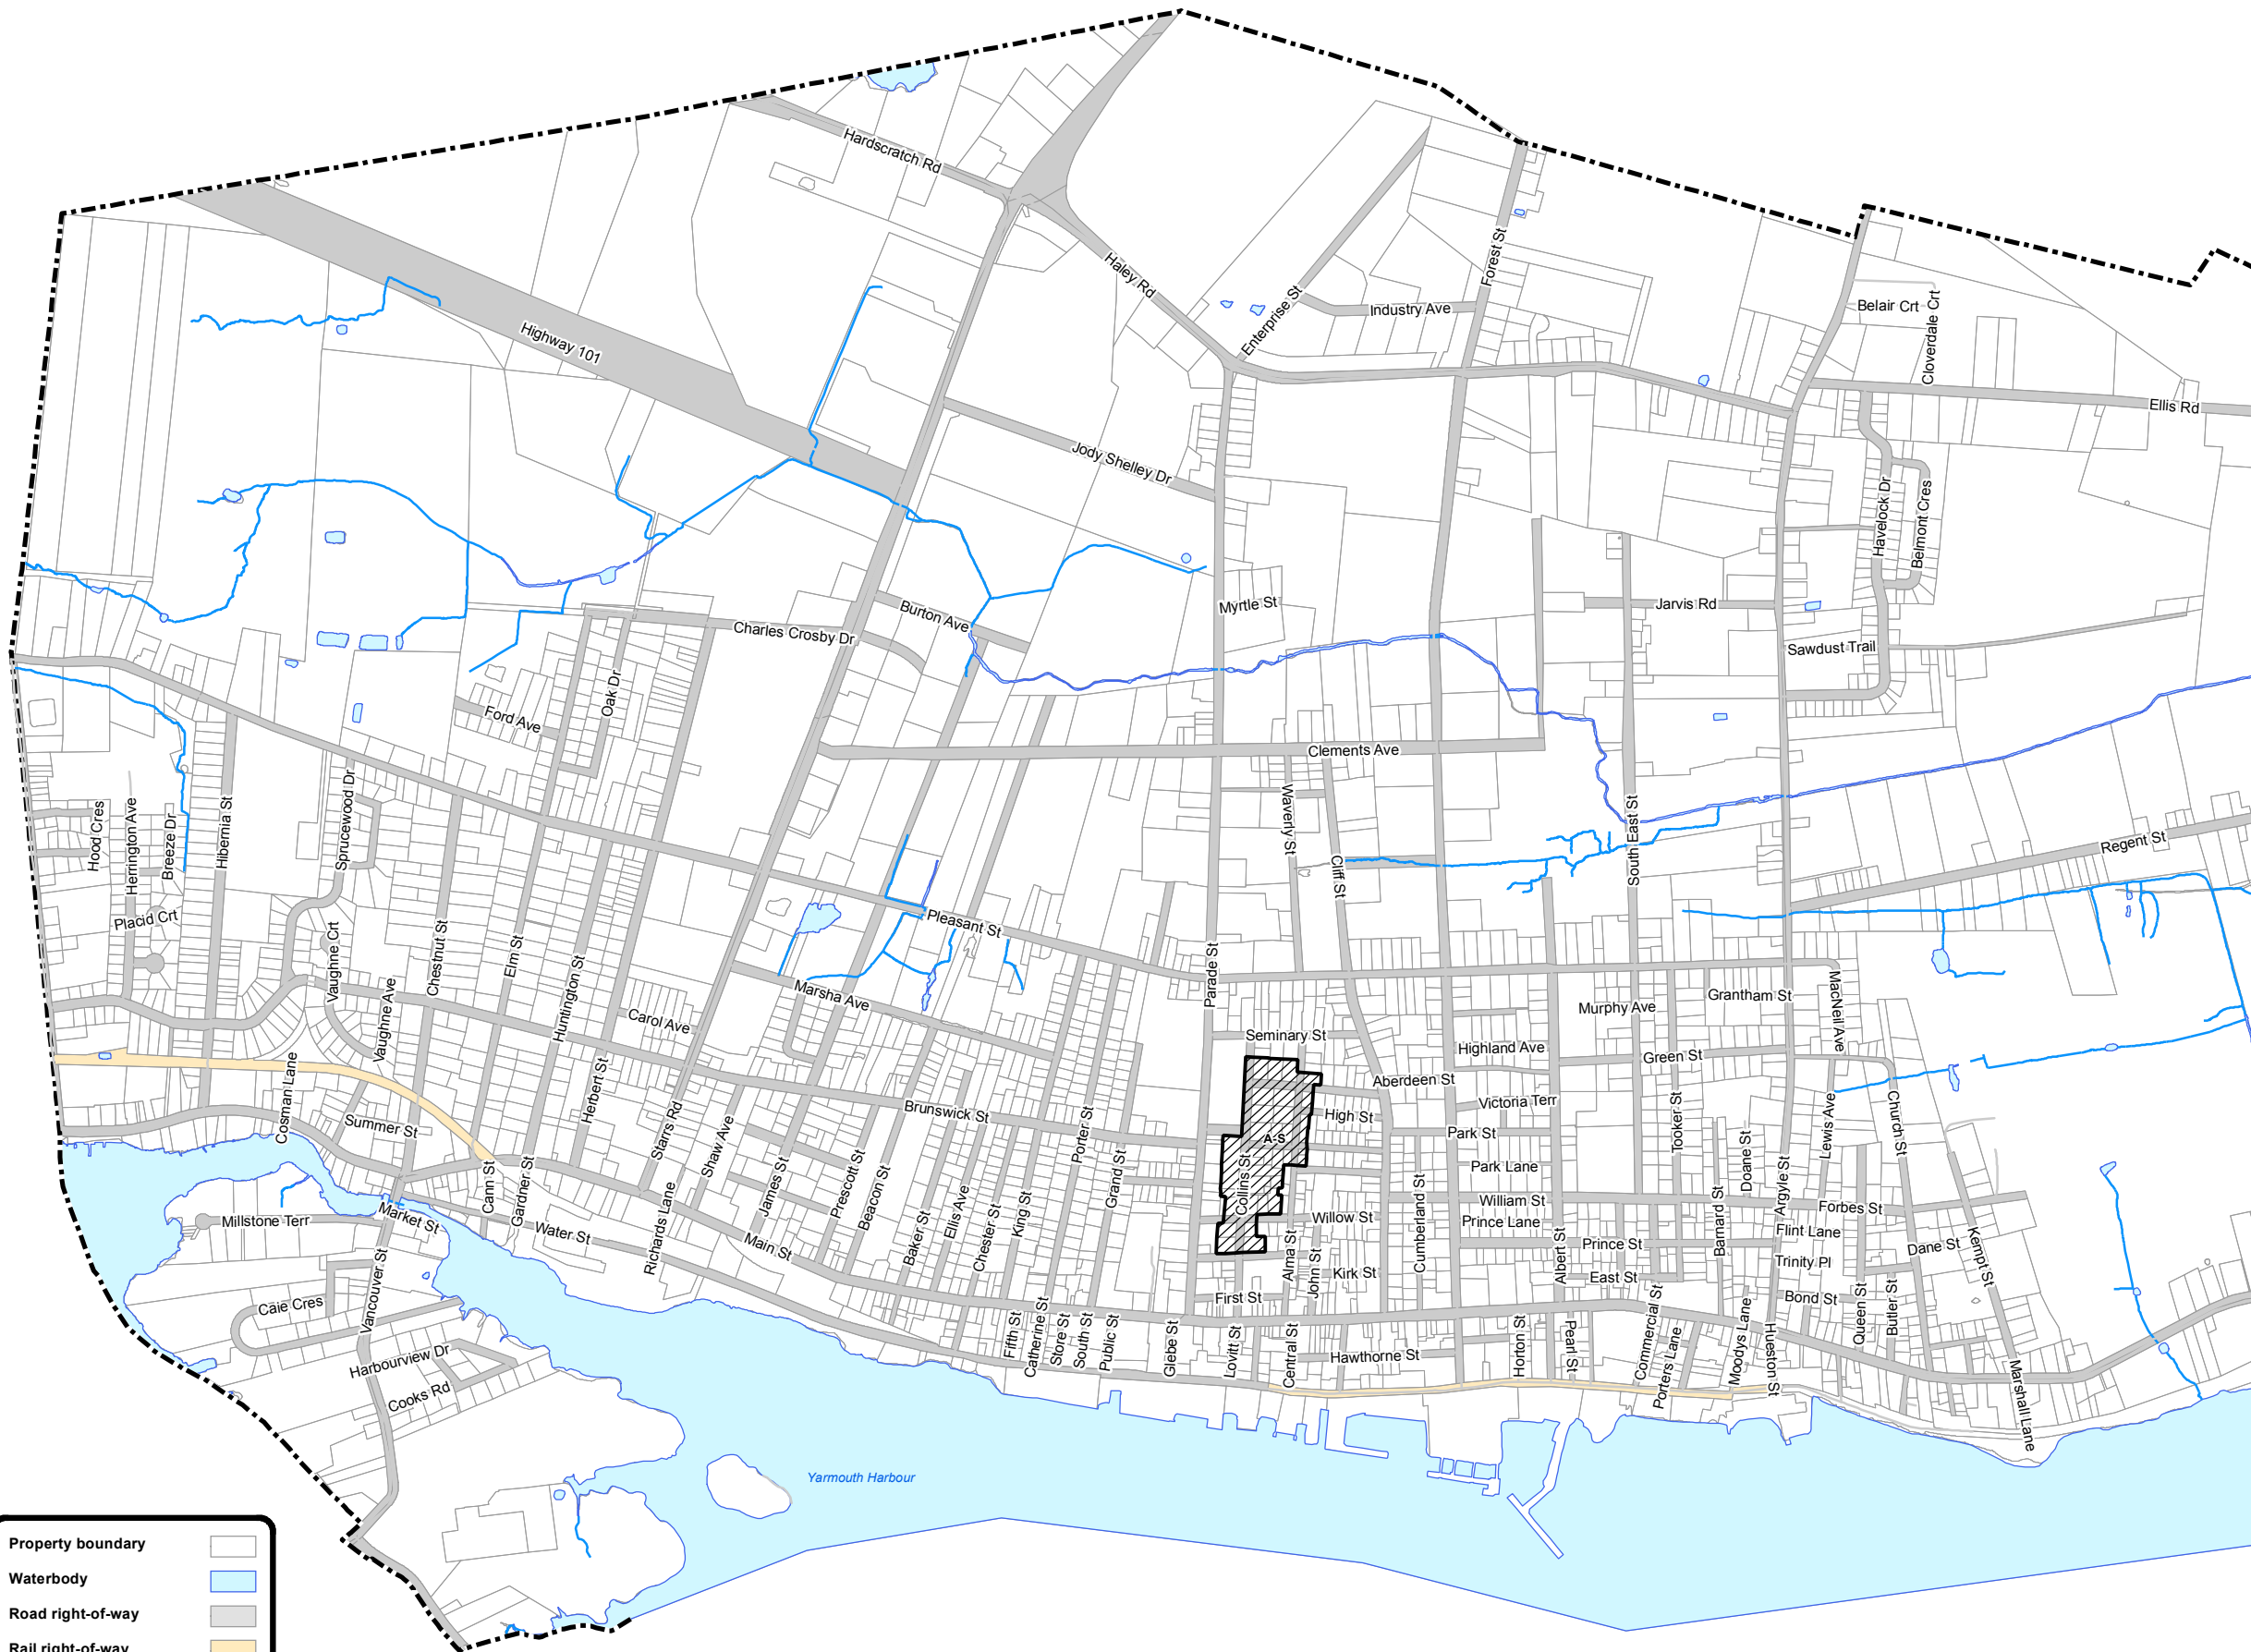 Hardscratch Rd
Haley Rd
Forest St
Enterprise St
Industry Ave
Belair Crt
Cloverdale Crt
Highway 101
Ellis Rd
Jody Shelley Dr
Havelock Dr
Belmont Cres
Myrtle St
Jarvis Rd
Burton Ave
Charles Crosby Dr
Sawdust Trail
Oak Dr
Ford Ave
Clements Ave
Waverly St
South East St
Hood Cres
Herrington Ave
Breeze Dr
Hibernia St
Sprucewood Dr
Cliff St
Regent St
Placid Crt
Vaughne Crt
Chestnut St
Elm St
Pleasant St
Parade St
Huntington St
Marsha Ave
MacNeil Ave
Grantham St
Murphy Ave
Vaughne Ave
Carol Ave
Seminary St
Highland Ave
Green St
Cosman Lane
Herbert St
Aberdeen St
Brunswick St
High St
Victoria Terr
Summer St
Starrs Rd
Shaw Ave
Porter St
A-S
Park St
Tooker St
Doane St
Lewis Ave
Church St
Park Lane
Cann St
Gardner St
James St
Prescott St
Beacon St
Grand St
Collins St
Cumberland St
William St
Argyle St
Forbes St
Millstone Terr
Market St
Water St
Richards Lane
Main St
Baker St
Ellis Ave
Chester St
King St
Willow St
Prince Lane
Barnard St
Flint Lane
Alma St
John St
Albert St
Prince St
Dane St
Kempt St
Trinity Pl
Kirk St
East St
Vancouver St
Caie Cres
First St
Bond St
Queen St
Butler St
Harbourview Dr
Cooks Rd
Fifth St
Catherine St
Store St
South St
Public St
Glebe St
Lovitt St
Central St
Hawthorne St
Horton St
Pearl St
Commercial St
Porters Lane
Moodys Lane
Huneston St
Marshall Lane
Yarmouth Harbour
Property boundary
Waterbody
Road right-of-way
Rail right-of-way